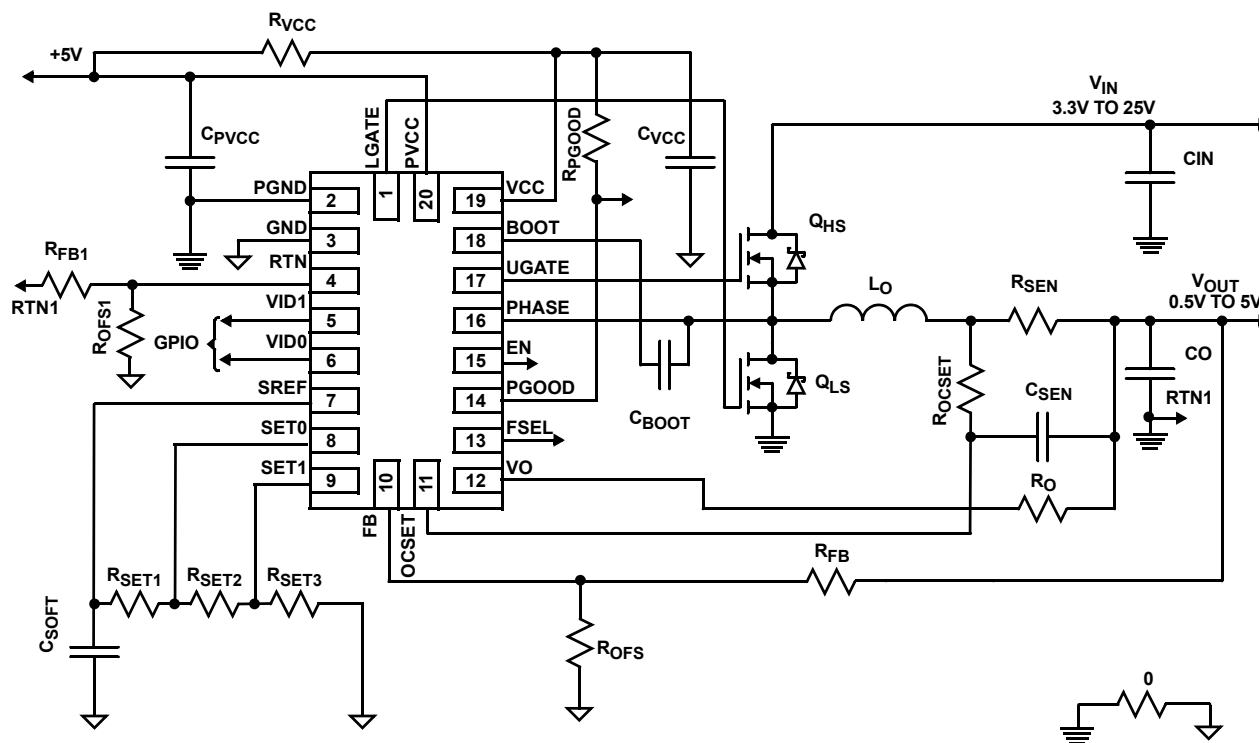 RVCC
+5V
VIN
3.3V TO 25V
CPVCC
LGATE
PVCC
RPGOOD
CVCC
CIN
PGND
2
1
20
19
VCC
GND
3
18
BOOT
QHS
RFB1
RTN
4
17
UGATE
RTN1
LO
RSEN
VOUT
0.5V TO 5V
ROFS1
VID1
5
16
PHASE
GPIO
VID0
6
15
EN
QLS
ROCSET
CSEN
CO
RTN1
SREF
7
14
PGOOD
CBOOT
SET0
8
13
FSEL
SET1
9
10
11
12
VO
RO
FB
OCSET
RFB
RSET1
RSET2
RSET3
CSOFT
ROFS
0